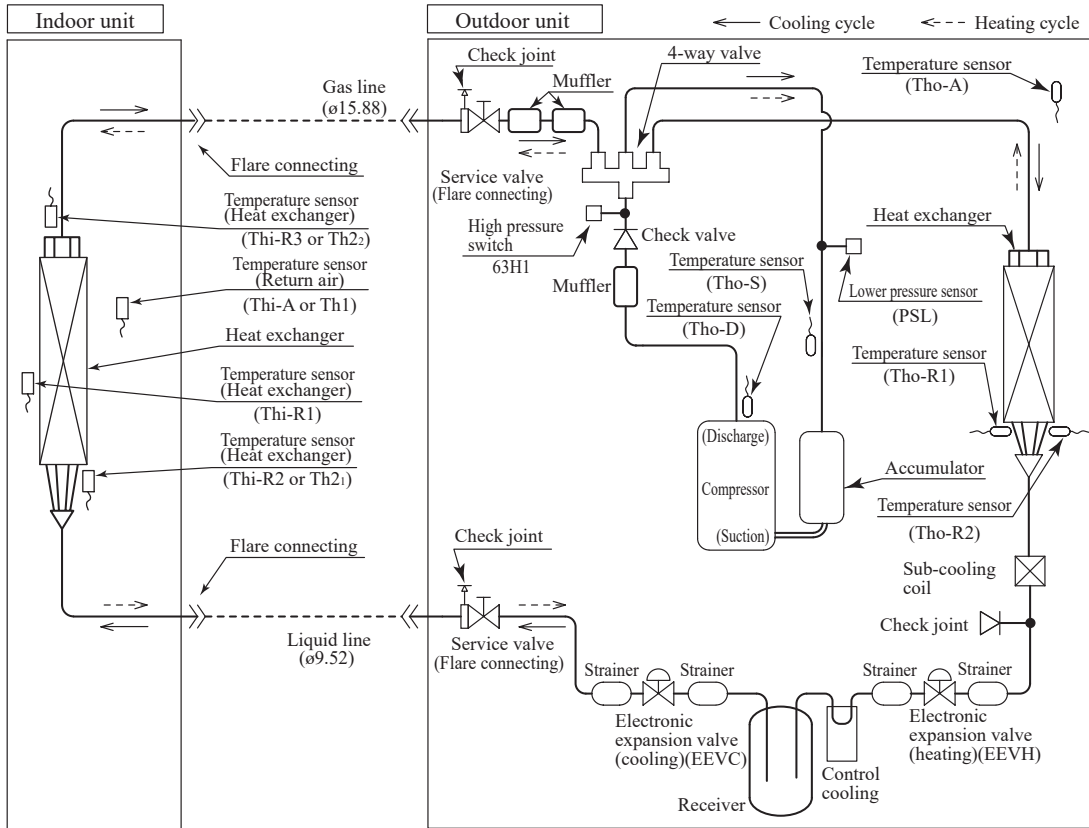 Indoor unit
Outdoor unit
Cooling cycle
Heating cycle
Check joint
4-way valve
Muffler
Temperature sensor
(Tho-A)
Gas line
(ø15.88)
Flare connecting
Service valve
(Flare connecting)
Temperature sensor
(Heat exchanger)
(Thi-R3 or Th2₂)
High pressure
switch
63H1
Check valve
Heat exchanger
Temperature sensor
(Return air)
(Thi-A or Th1)
Muffler
Temperature sensor
(Tho-S)
Lower pressure sensor
(PSL)
Temperature sensor
(Tho-D)
Heat exchanger
Temperature sensor
(Tho-R1)
Temperature sensor
(Heat exchanger)
(Thi-R1)
Temperature sensor
(Heat exchanger)
(Thi-R2 or Th2₁)
(Discharge)
Compressor
(Suction)
Accumulator
Temperature sensor
(Tho-R2)
Flare connecting
Check joint
Sub-cooling
coil
Liquid line
(ø9.52)
Service valve
(Flare connecting)
Check joint
Strainer
Strainer
Strainer
Strainer
Electronic
expansion valve
(cooling)(EEVC)
Electronic
expansion valve
(heating)(EEVH)
Control
cooling
Receiver